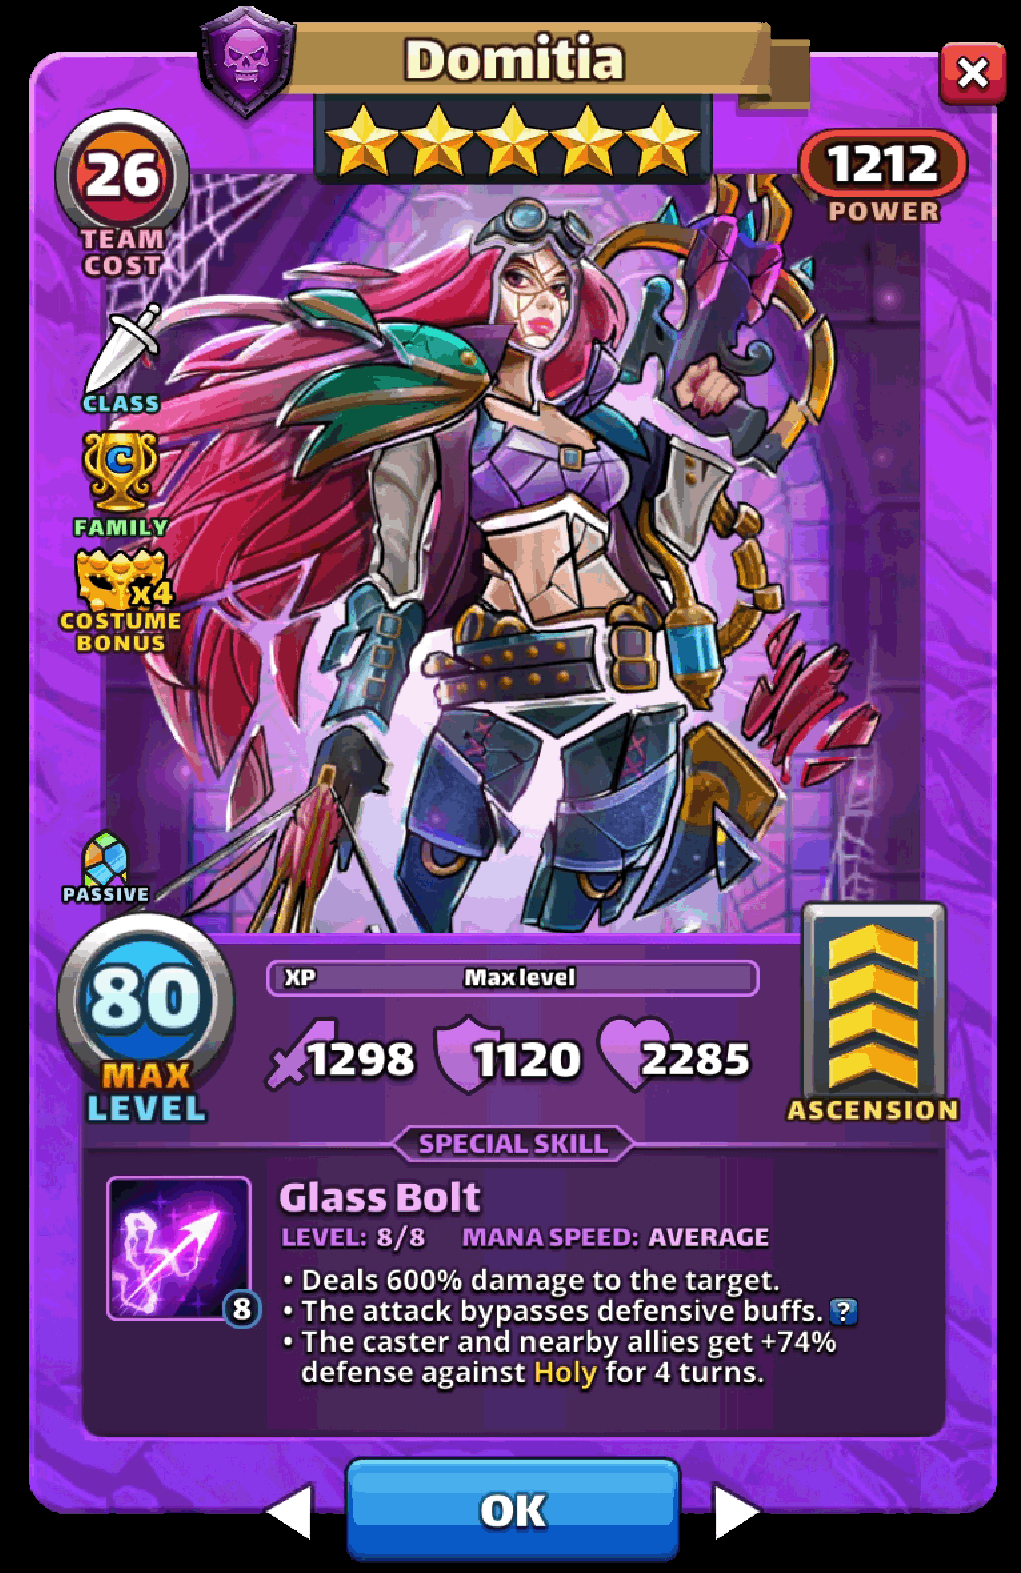 Domitia
26
TEAM
COST
1212
POWER
CLASS
C
FAMILY
x4
COSTUME
BONUS
PASSIVE
80
MAX
LEVEL
XP Max level
1298 1120 2285
ASCENSION
SPECIAL SKILL
Glass Bolt
LEVEL: 8/8 MANA SPEED: AVERAGE
8
• Deals 600% damage to the target.
• The attack bypasses defensive buffs. ?
• The caster and nearby allies get +74%
defense against Holy for 4 turns.
OK